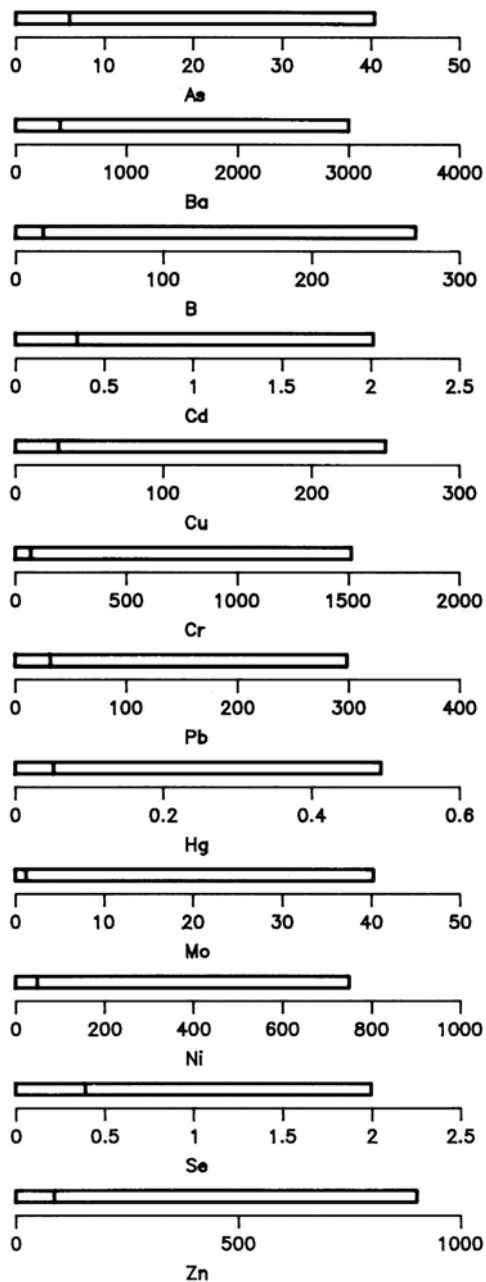 0 10 20 30 40 50
As
0 1000 2000 3000 4000
Ba
0 100 200 300
B
0 0.5 1 1.5 2 2.5
Cd
0 100 200 300
Cu
0 500 1000 1500 2000
Cr
0 100 200 300 400
Pb
0 0.2 0.4 0.6
Hg
0 10 20 30 40 50
Mo
0 200 400 600 800 1000
Ni
0 0.5 1 1.5 2 2.5
Se
0 500 1000
Zn